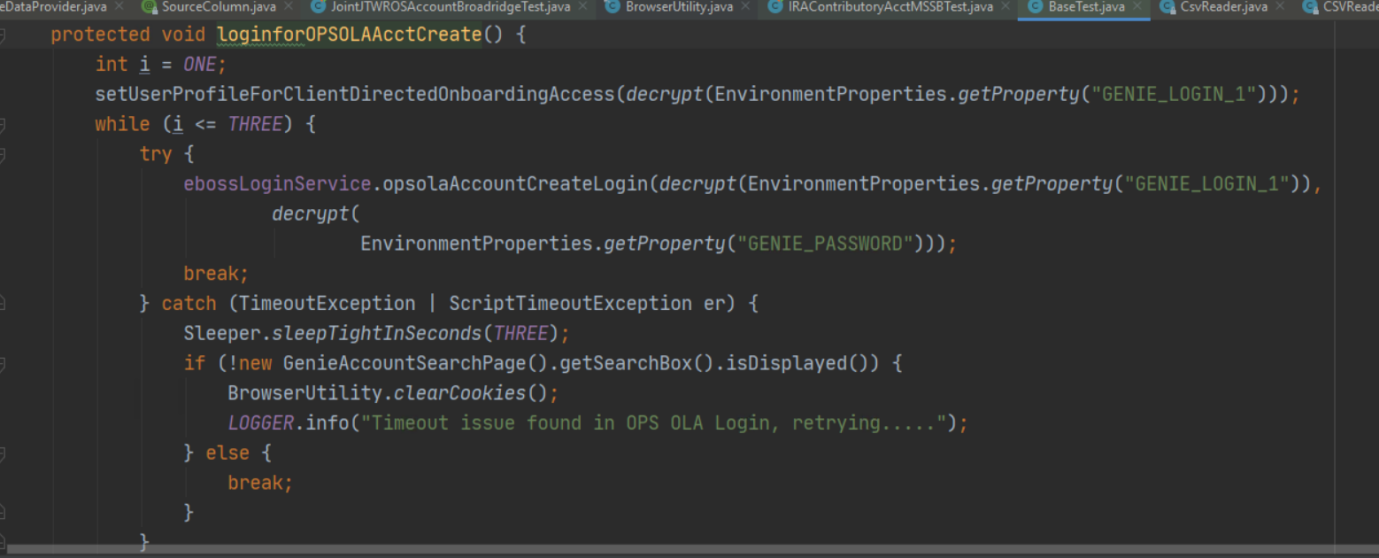 eDataProvider.java SourceColumn.java JointJTWROSAccountBroadridgeTest.java BrowserUtility.java IRAContributoryAcctMSSBTest.java BaseTest.java CsvReader.java CSVReade
protected void loginforOPSOLAAcctCreate() {
int i = ONE;
setUserProfileForClientDirectedOnboardingAccess(decrypt(EnvironmentProperties.getProperty("GENIE_LOGIN_1")));
while (i <= THREE) {
try {
ebossLoginService.opsolaAccountCreateLogin(decrypt(EnvironmentProperties.getProperty("GENIE_LOGIN_1")),
decrypt(
EnvironmentProperties.getProperty("GENIE_PASSWORD")));
break;
} catch (TimeoutException | ScriptTimeoutException er) {
Sleeper.sleepTightInSeconds(THREE);
if (!new GenieAccountSearchPage().getSearchBox().isDisplayed()) {
BrowserUtility.clearCookies();
LOGGER.info("Timeout issue found in OPS OLA Login, retrying.....");
} else {
break;
}
}